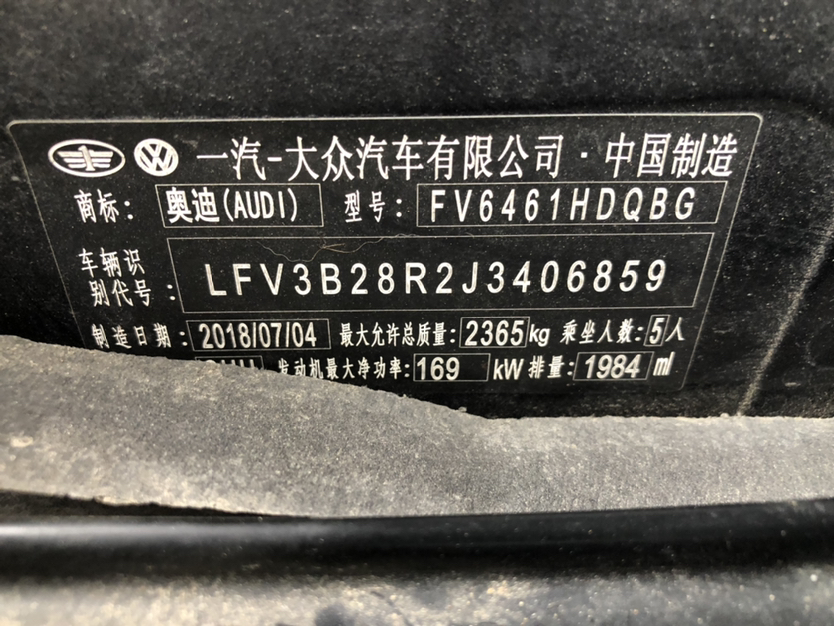 一汽-大众汽车有限公司·中国制造
商标: 奥迪(AUDI) 型号: FV6461HDQBG
车辆识
别代号: LFV3B28R2J3406859
制造日期: 2018/07/04 最大允许总质量: 2365kg 乘坐人数: 5人
发动机最大净功率: 169 kW 排量: 1984 ml